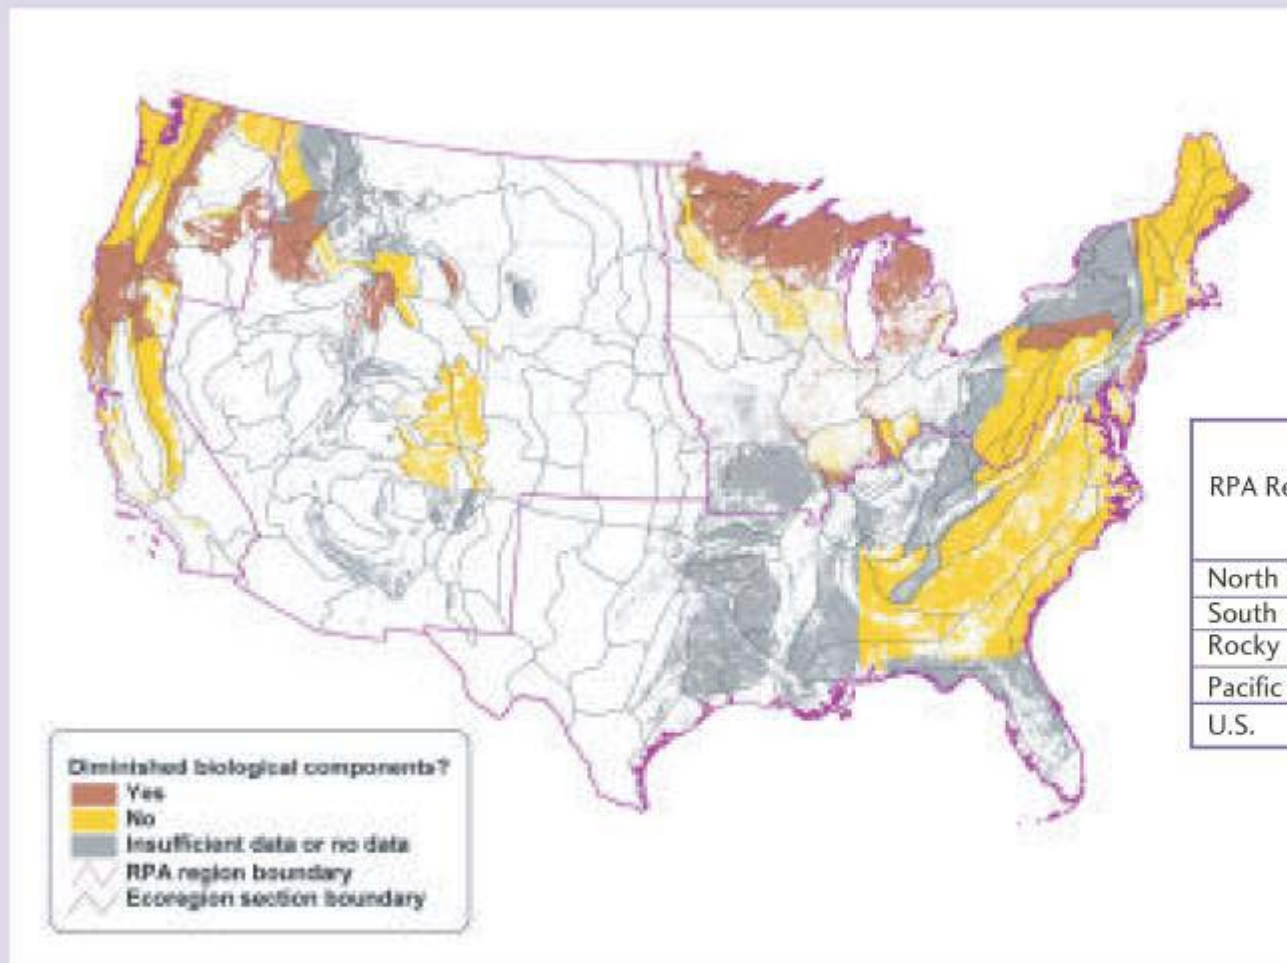 RPA Re
North
South
Rocky
Pacific
U.S.
Diminished biological components?
Yes
No
Insufficient data or no data
RPA region boundary
Ecoregion section boundary